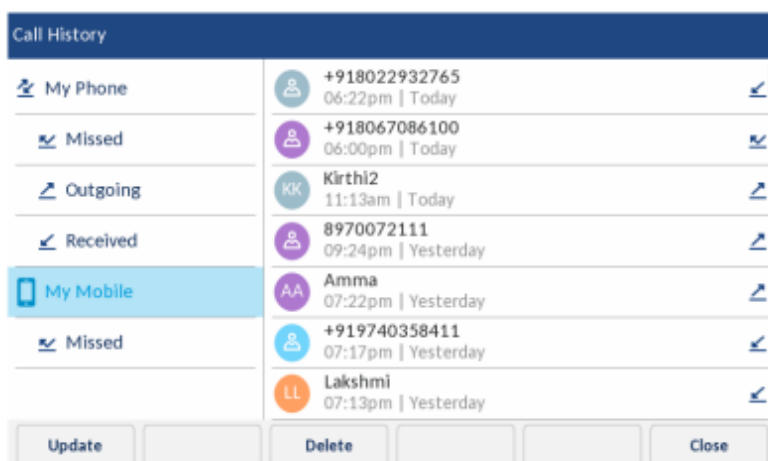 Call History
My Phone
Missed
Outgoing
Received
My Mobile
Missed
+918022932765
06:22pm | Today
+918067086100
06:00pm | Today
KK
Kirthi2
11:13am | Today
8970072111
09:24pm | Yesterday
AA
Amma
07:22pm | Yesterday
+919740358411
07:17pm | Yesterday
LL
Lakshmi
07:13pm | Yesterday
Update
Delete
Close